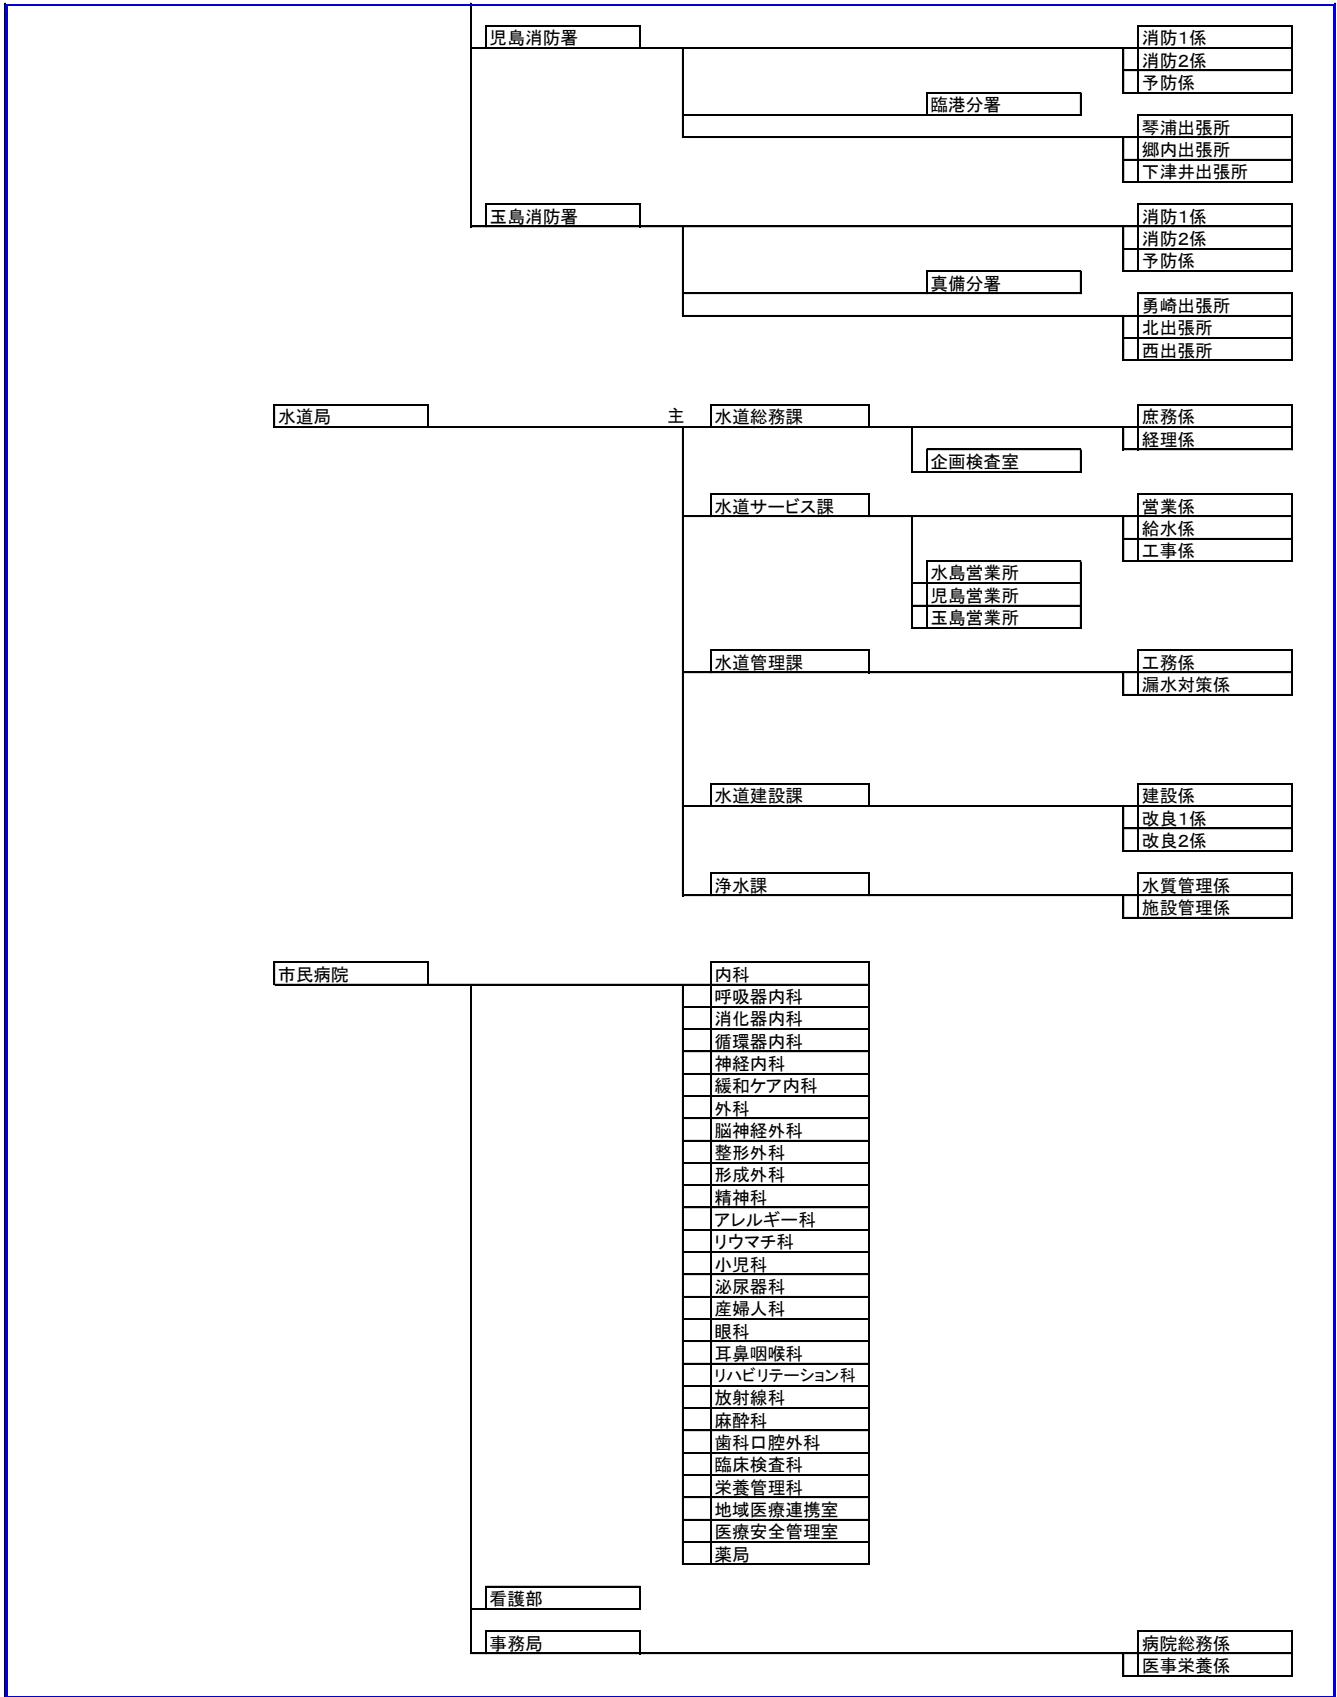 児島消防署 消防1係
消防2係
予防係
臨港分署
琴浦出張所
郷内出張所
下津井出張所
玉島消防署 消防1係
消防2係
予防係
真備分署
勇崎出張所
北出張所
西出張所
水道局 主 水道総務課 庶務係
経理係
企画検査室
水道サービス課 営業係
給水係
工事係
水島営業所
児島営業所
玉島営業所
水道管理課 工務係
漏水対策係
水道建設課 建設係
改良1係
改良2係
浄水課 水質管理係
施設管理係
市民病院 内科
呼吸器内科
消化器内科
循環器内科
神経内科
緩和ケア内科
外科
脳神経外科
整形外科
形成外科
精神科
アレルギー科
リウマチ科
小児科
泌尿器科
産婦人科
眼科
耳鼻咽喉科
リハビリテーション科
放射線科
麻酔科
歯科口腔外科
臨床検査科
栄養管理科
地域医療連携室
医療安全管理室
薬局
看護部
事務局 病院総務係
医事栄養係